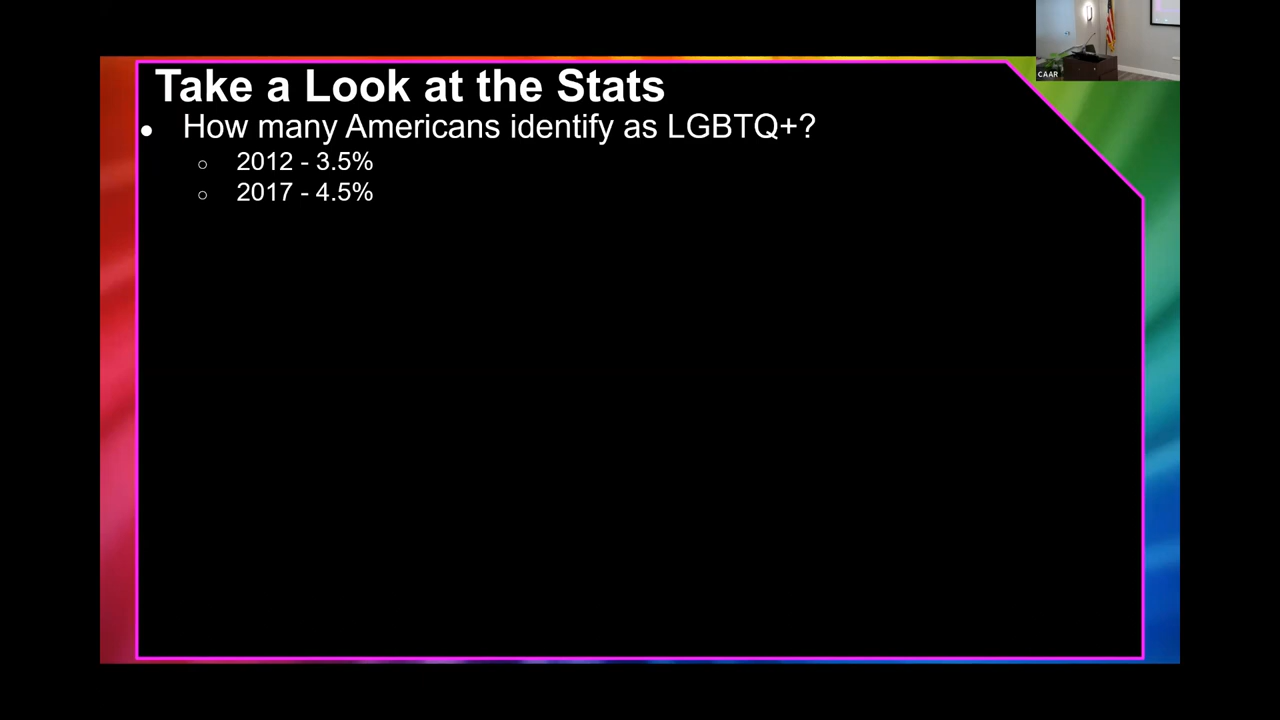 Take a Look at the Stats
● How many Americans identify as LGBTQ+?
○ 2012 - 3.5%
○ 2017 - 4.5%
CAAR